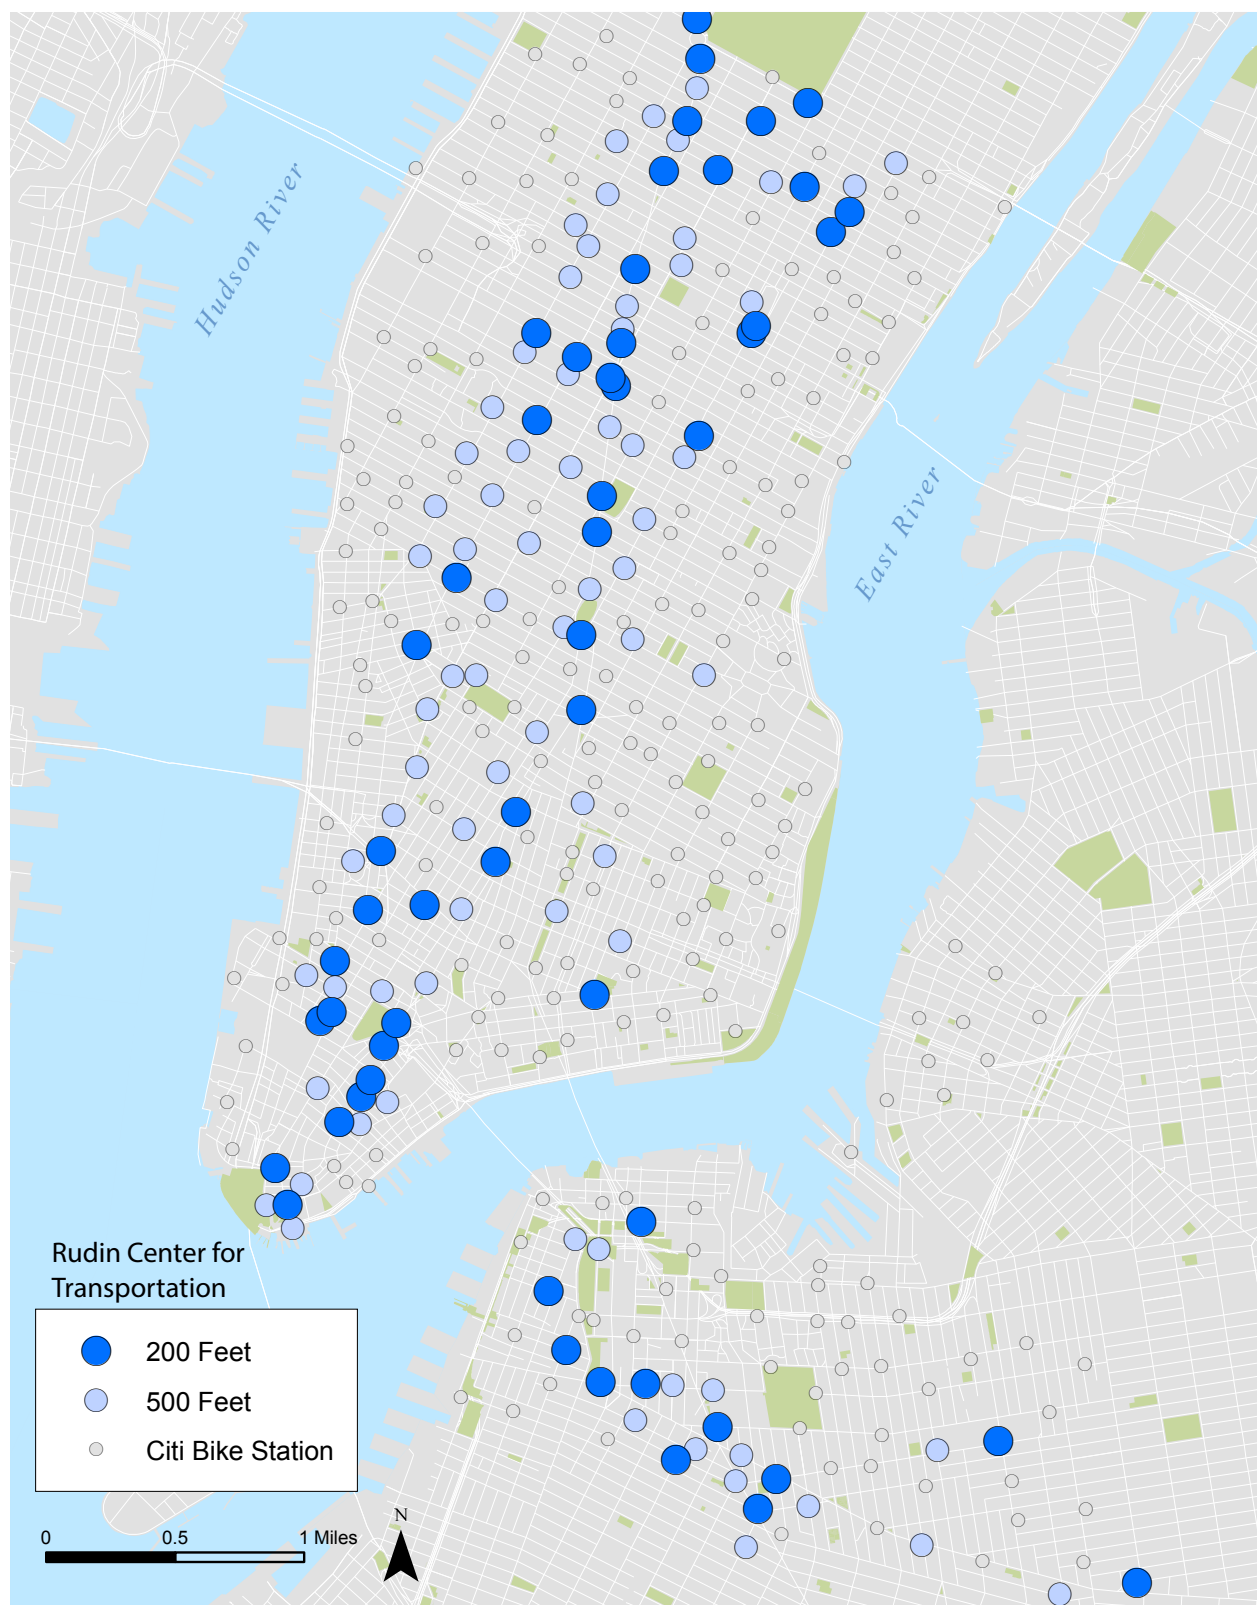 Hudson River
East River
Rudin Center for
Transportation
200 Feet
500 Feet
Citi Bike Station
0 0.5 1 Miles
N